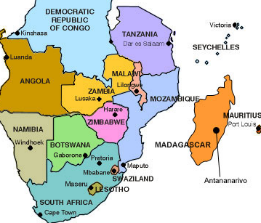 DEMOCRATIC
REPUBLIC
OF CONGO
Kinshasa
TANZANIA
Dar es Salaam
Victoria
SEYCHELLES
Luanda
ANGOLA
MALAWI
Lilongwe
ZAMBIA
Lusaka
MOZAMBIQUE
Harare
ZIMBABWE
MAURITIUS
Port Louis
NAMIBIA
Windhoek
BOTSWANA
Gaborone
Pretoria
MADAGASCAR
Maputo
Mbabane
SWAZILAND
Antananarivo
Maseru
LESOTHO
SOUTH AFRICA
Cape Town